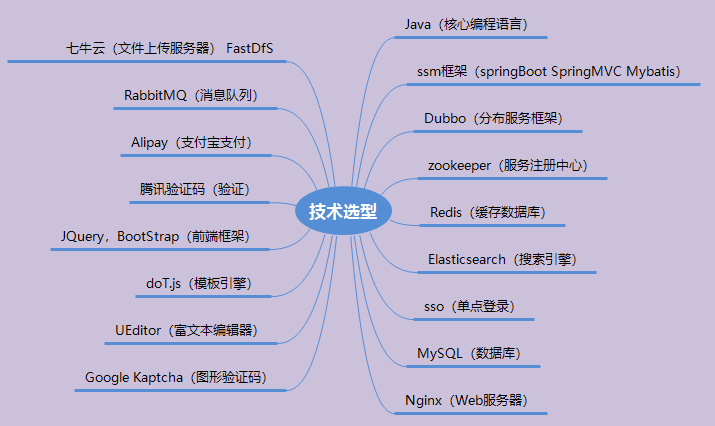 七牛云（文件上传服务器） FastDfS
RabbitMQ（消息队列）
Alipay（支付宝支付）
腾讯验证码（验证）
JQuery，BootStrap（前端框架）
doT.js（模板引擎）
UEditor（富文本编辑器）
Google Kaptcha（图形验证码）
技术选型
Java（核心编程语言）
ssm框架（springBoot SpringMVC Mybatis）
Dubbo（分布服务框架）
zookeeper（服务注册中心）
Redis（缓存数据库）
Elasticsearch（搜索引擎）
sso（单点登录）
MySQL（数据库）
Nginx（Web服务器）